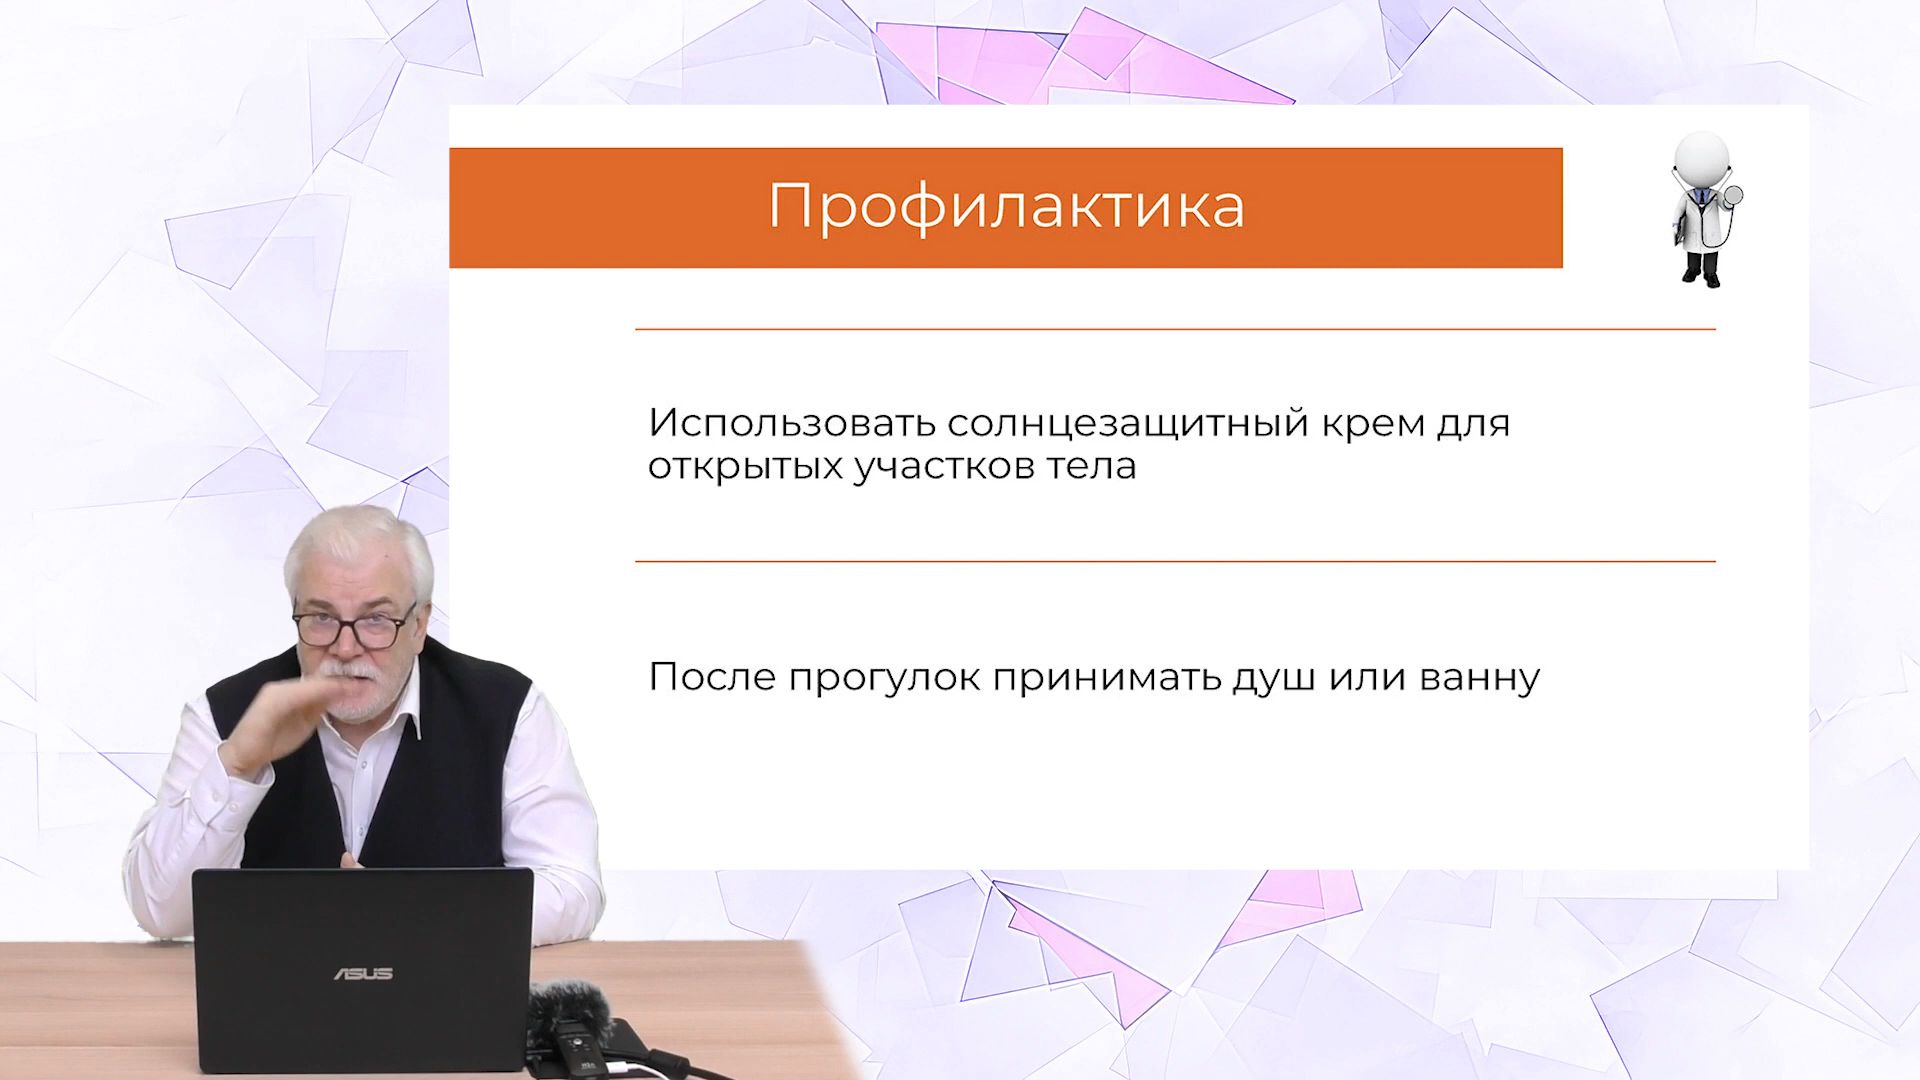 Профилактика
Использовать солнцезащитный крем для
открытых участков тела
После прогулок принимать душ или ванну
ASUS